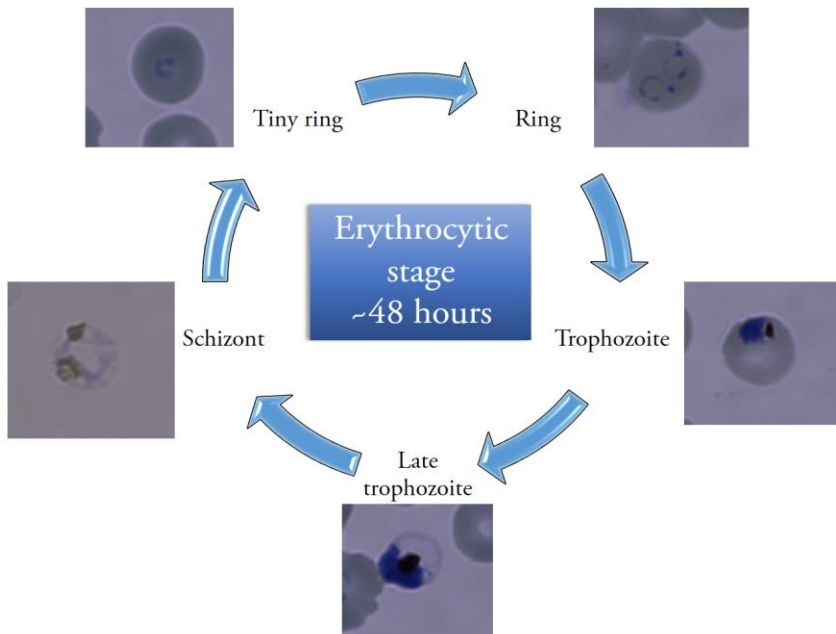 Tiny ring
Ring
Erythrocytic
stage
~48 hours
Schizont
Trophozoite
Late
trophozoite